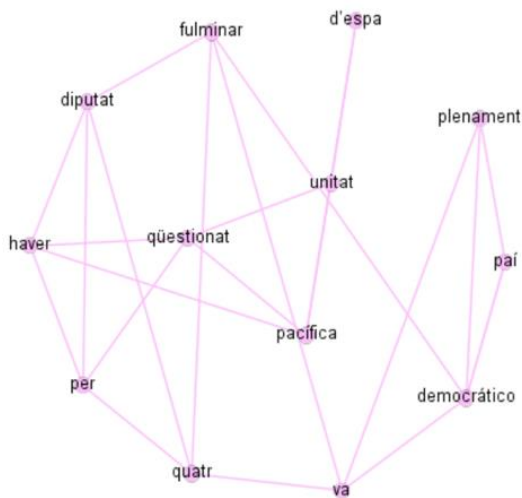 fulminar
d'espa
diputat
plenament
unitat
qüestionat
haver
paí
pacífica
per
democrático
quatr
va